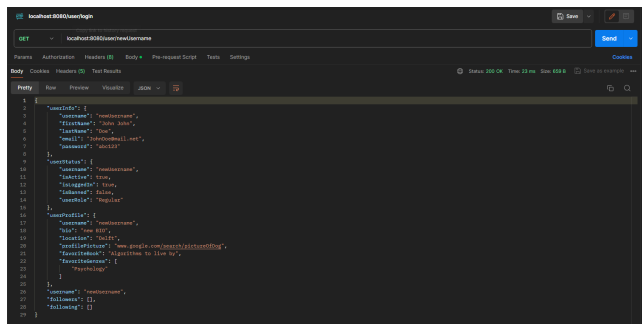 localhost:8080/user/login
Save
GET localhost:8080/user/newUsername Send
Params Authorization Headers (8) Body Pre-request Script Tests Settings Cookies
Body Cookies Headers (5) Test Results Status: 200 OK Time: 23 ms Size: 659 B Save as example
Pretty Raw Preview Visualize JSON
1 {
2 "userInfo": {
3 "username": "newUsername",
4 "firstName": "John John",
5 "lastName": "Doe",
6 "email": "JohnDoe@mail.net",
7 "password": "abc123"
8 },
9 "userStatus": {
10 "username": "newUsername",
11 "isActive": true,
12 "isLoggedIn": true,
13 "isBanned": false,
14 "userRole": "Regular"
15 },
16 "userProfile": {
17 "username": "newUsername",
18 "bio": "new BIO",
19 "location": "Delft",
20 "profilePicture": "www.google.com/search/pictureOfDog",
21 "favoriteBook": "Algorithms to live by",
22 "favoriteGenres": [
23 "Psychology"
24 ]
25 },
26 "username": "newUsername",
27 "followers": [],
28 "following": []
29 }